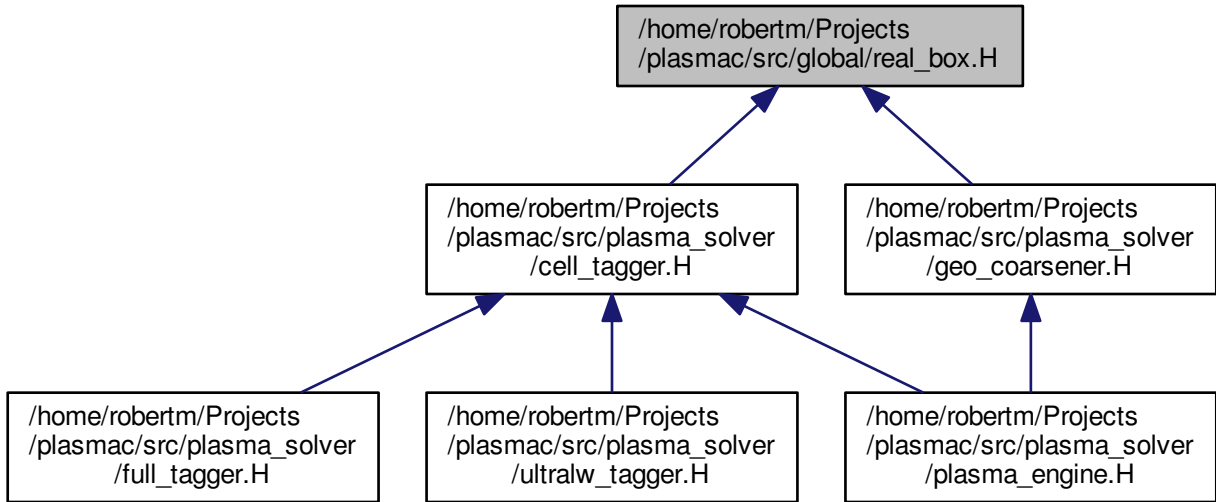 /home/robertm/Projects
/plasmac/src/global/real_box.H
/home/robertm/Projects
/plasmac/src/plasma_solver
/cell_tagger.H
/home/robertm/Projects
/plasmac/src/plasma_solver
/geo_coarsener.H
/home/robertm/Projects
/plasmac/src/plasma_solver
/full_tagger.H
/home/robertm/Projects
/plasmac/src/plasma_solver
/ultralw_tagger.H
/home/robertm/Projects
/plasmac/src/plasma_solver
/plasma_engine.H